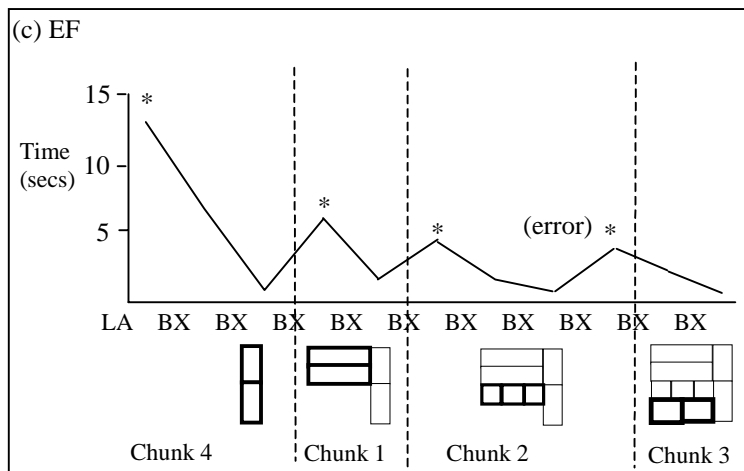 (c) EF
15
*
Time
(secs)
10
*
5
*
(error)
*
LA BX BX BX BX BX BX BX BX BX BX
Chunk 4
Chunk 1
Chunk 2
Chunk 3